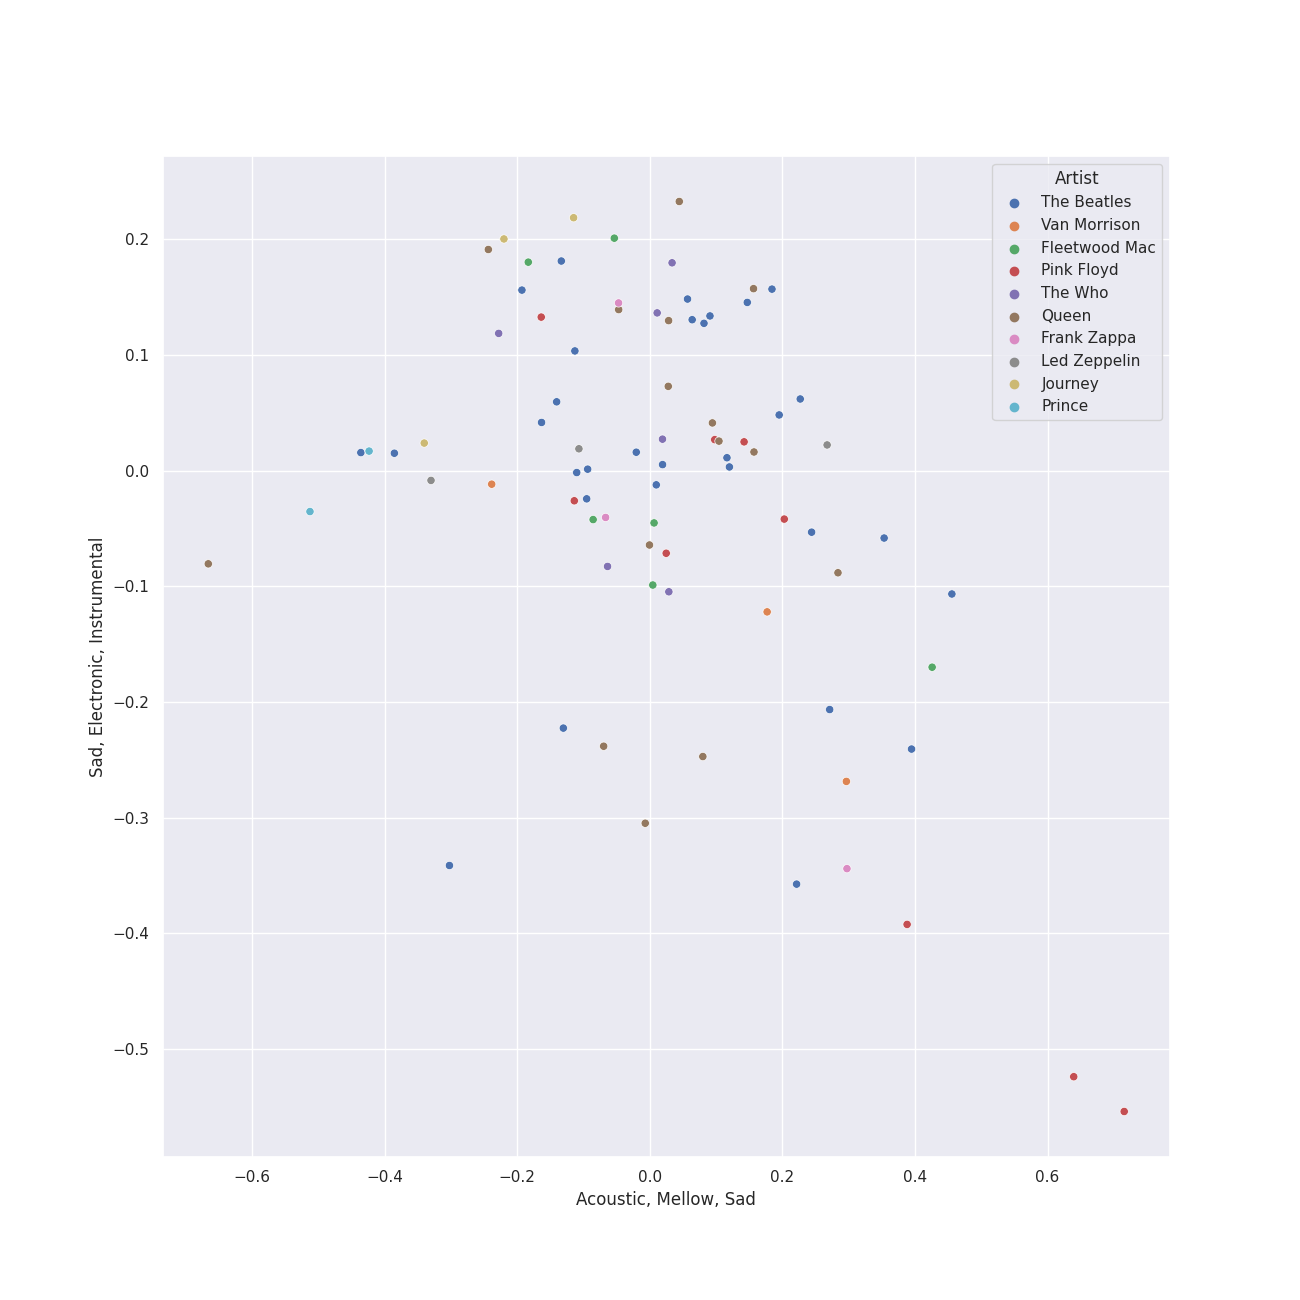 Artist
The Beatles
Van Morrison
Fleetwood Mac
Pink Floyd
The Who
Queen
Frank Zappa
Led Zeppelin
Journey
Prince
0.2
0.1
0.0
−0.1
−0.2
−0.3
−0.4
−0.5
Sad, Electronic, Instrumental
−0.6 −0.4 −0.2 0.0 0.2 0.4 0.6
Acoustic, Mellow, Sad